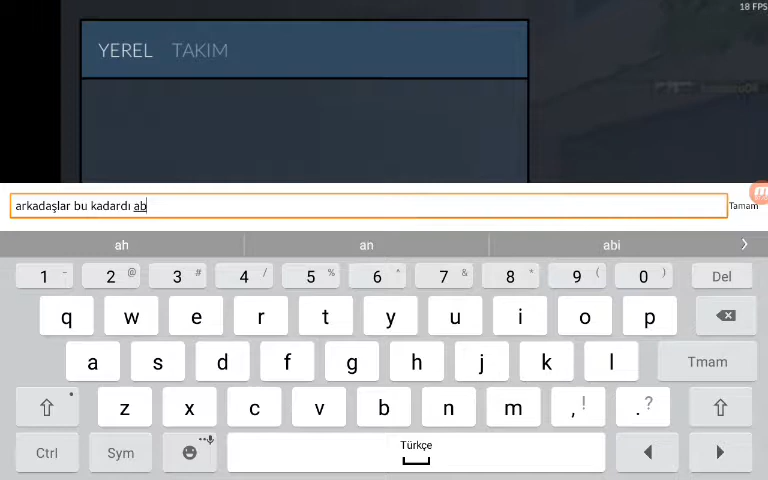 18 FPS
YEREL TAKIM
arkadaşlar bu kadardı ab
Tamam
ah an abi
1 - 2 @ 3 # 4 / 5 % 6 ^ 7 & 8 * 9 ( 0 ) Del
q w e r t y u i o p
a s d f g h j k l Tmam
z x c v b n m , ! . ?
Ctrl Sym Türkçe